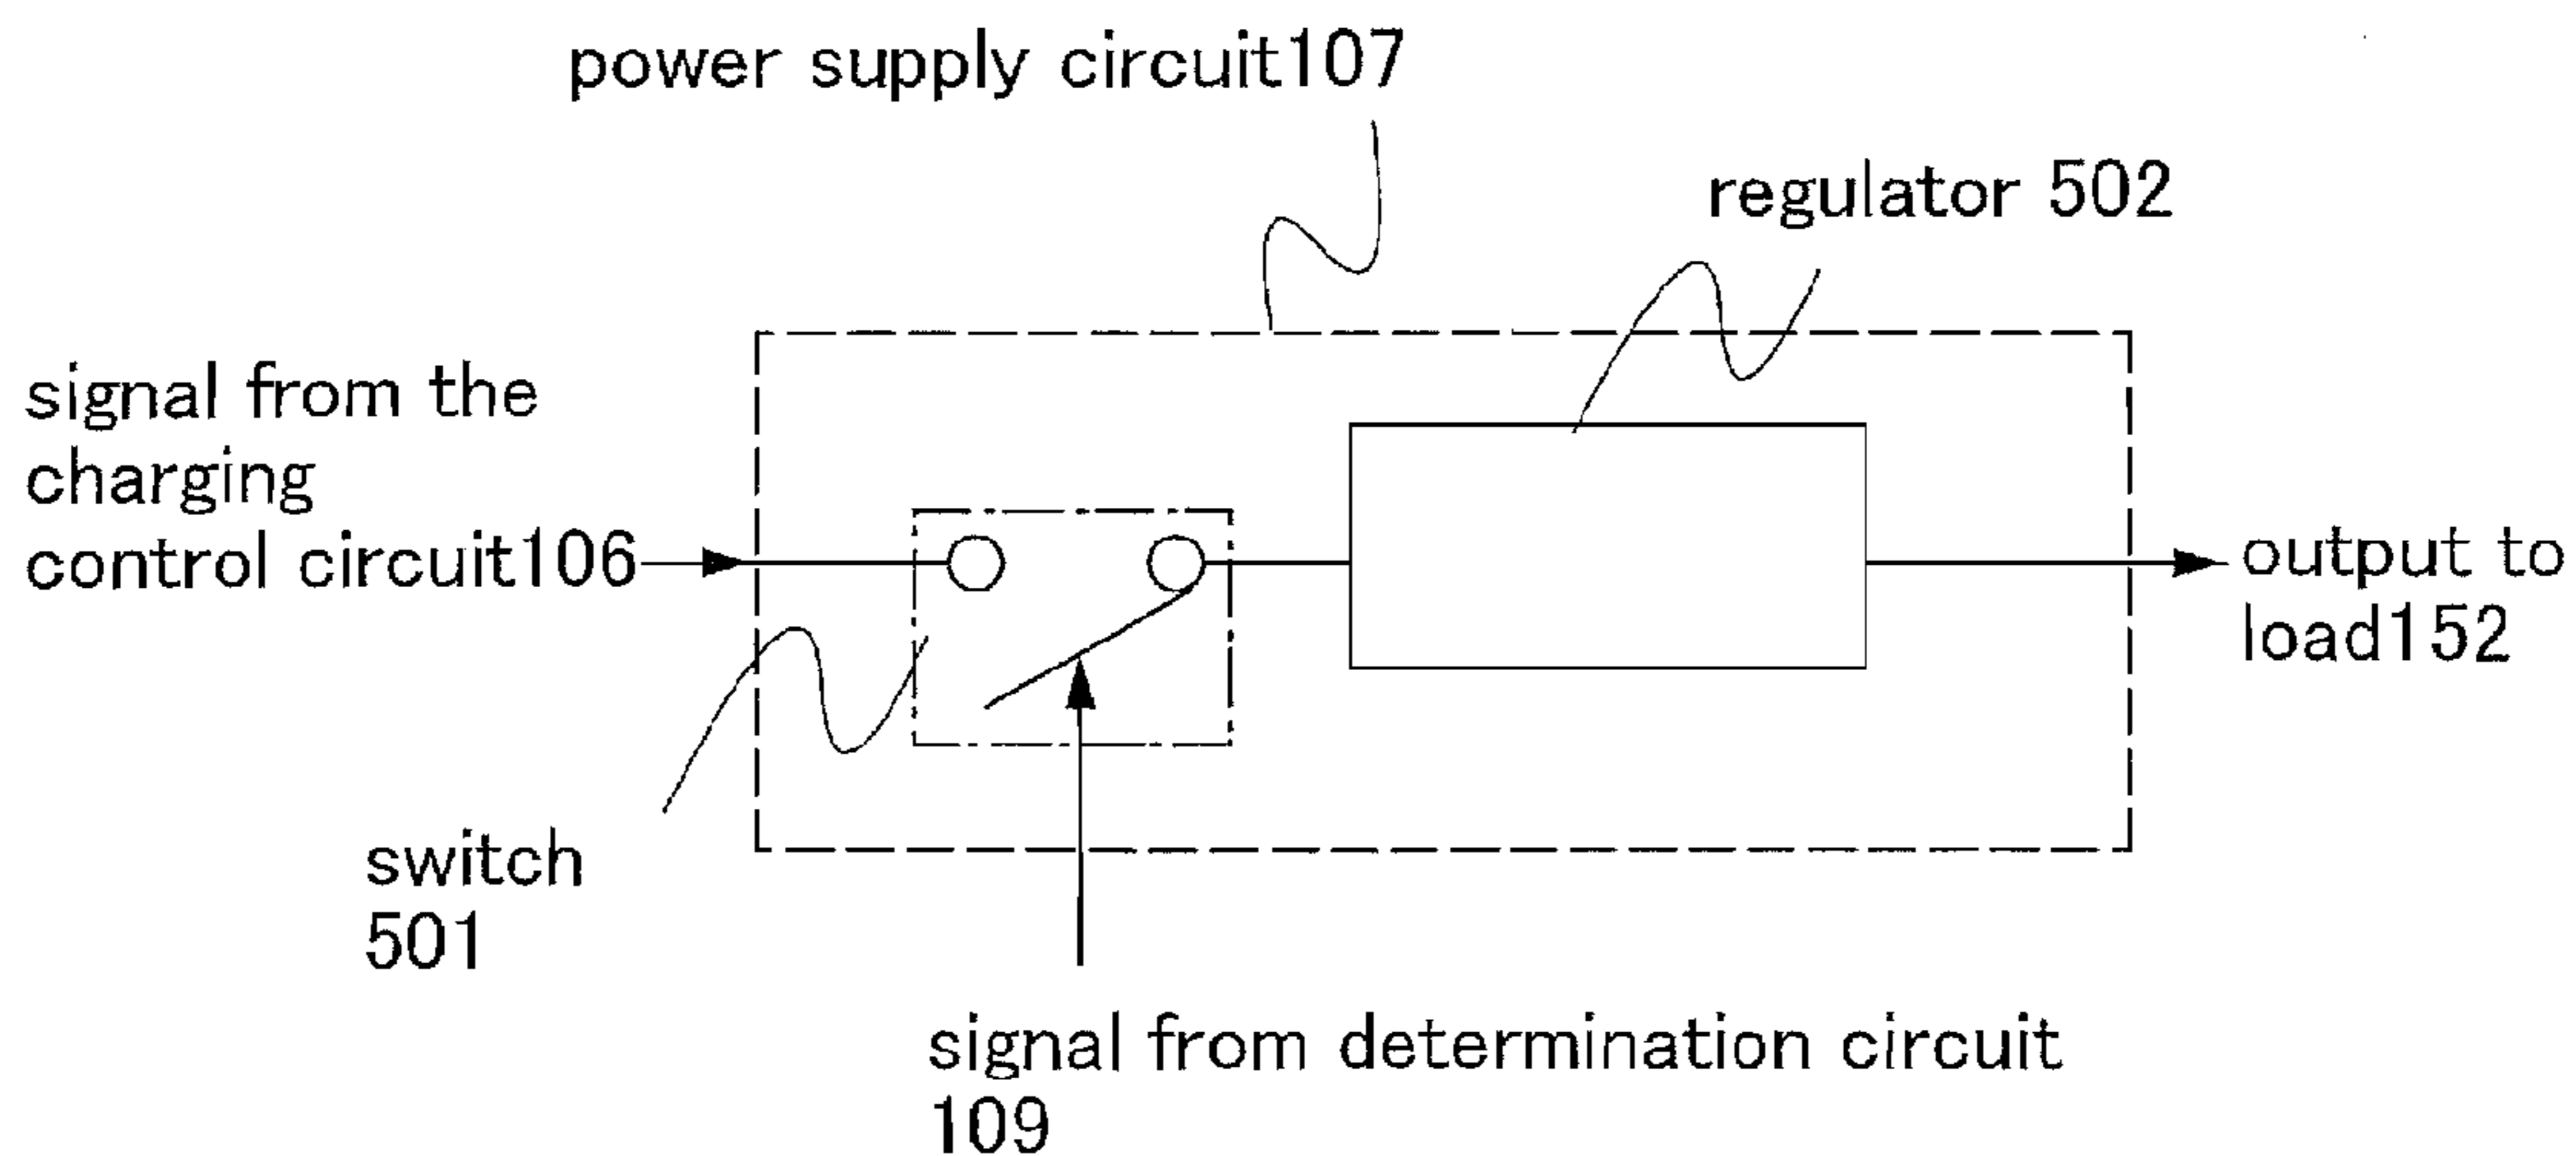 power supply circuit107
regulator 502
signal from the
charging
control circuit106
output to
load152
switch
501
signal from determination circuit
109